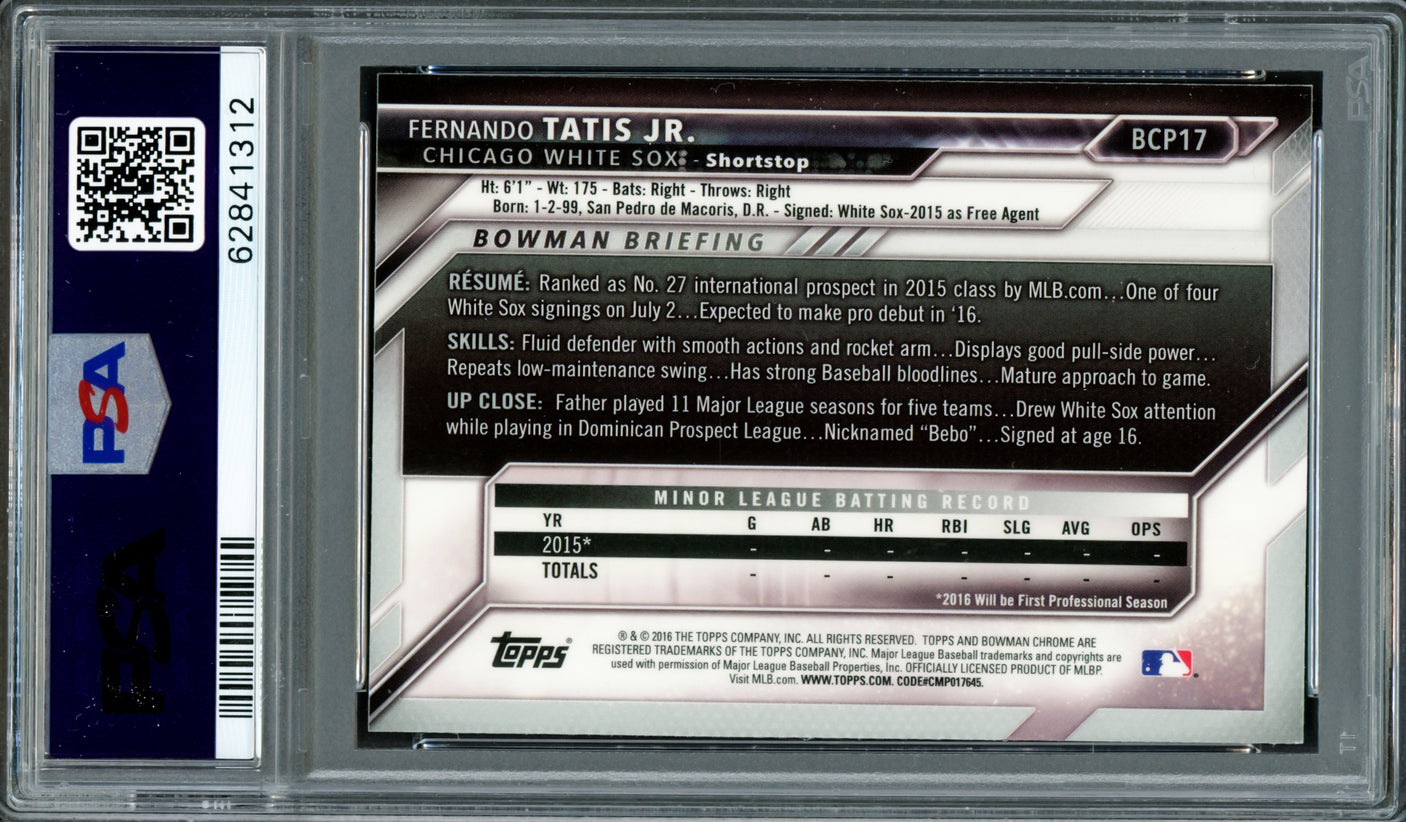 FERNANDO TATIS JR.
BCP17
CHICAGO WHITE SOX - Shortstop
Ht: 6'1" - Wt: 175 - Bats: Right - Throws: Right
Born: 1-2-99, San Pedro de Macoris, D.R. - Signed: White Sox-2015 as Free Agent
BOWMAN BRIEFING
RÉSUMÉ: Ranked as No. 27 international prospect in 2015 class by MLB.com...One of four
White Sox signings on July 2...Expected to make pro debut in '16.
SKILLS: Fluid defender with smooth actions and rocket arm...Displays good pull-side power...
Repeats low-maintenance swing...Has strong Baseball bloodlines...Mature approach to game.
UP CLOSE: Father played 11 Major League seasons for five teams...Drew White Sox attention
while playing in Dominican Prospect League...Nicknamed "Bebo"...Signed at age 16.
MINOR LEAGUE BATTING RECORD
YR G AB HR RBI SLG AVG OPS
2015* - - - - - - -
TOTALS - - - - - - -
*2016 Will be First Professional Season
Topps®
® & © 2016 THE TOPPS COMPANY, INC. ALL RIGHTS RESERVED. TOPPS AND BOWMAN CHROME ARE
REGISTERED TRADEMARKS OF THE TOPPS COMPANY, INC. Major League Baseball trademarks and copyrights are
used with permission of Major League Baseball Properties, Inc. OFFICIALLY LICENSED PRODUCT OF MLBP.
Visit MLB.com. WWW.TOPPS.COM. CODE#CMP017645.
62841312
PSA
PSA
PSA